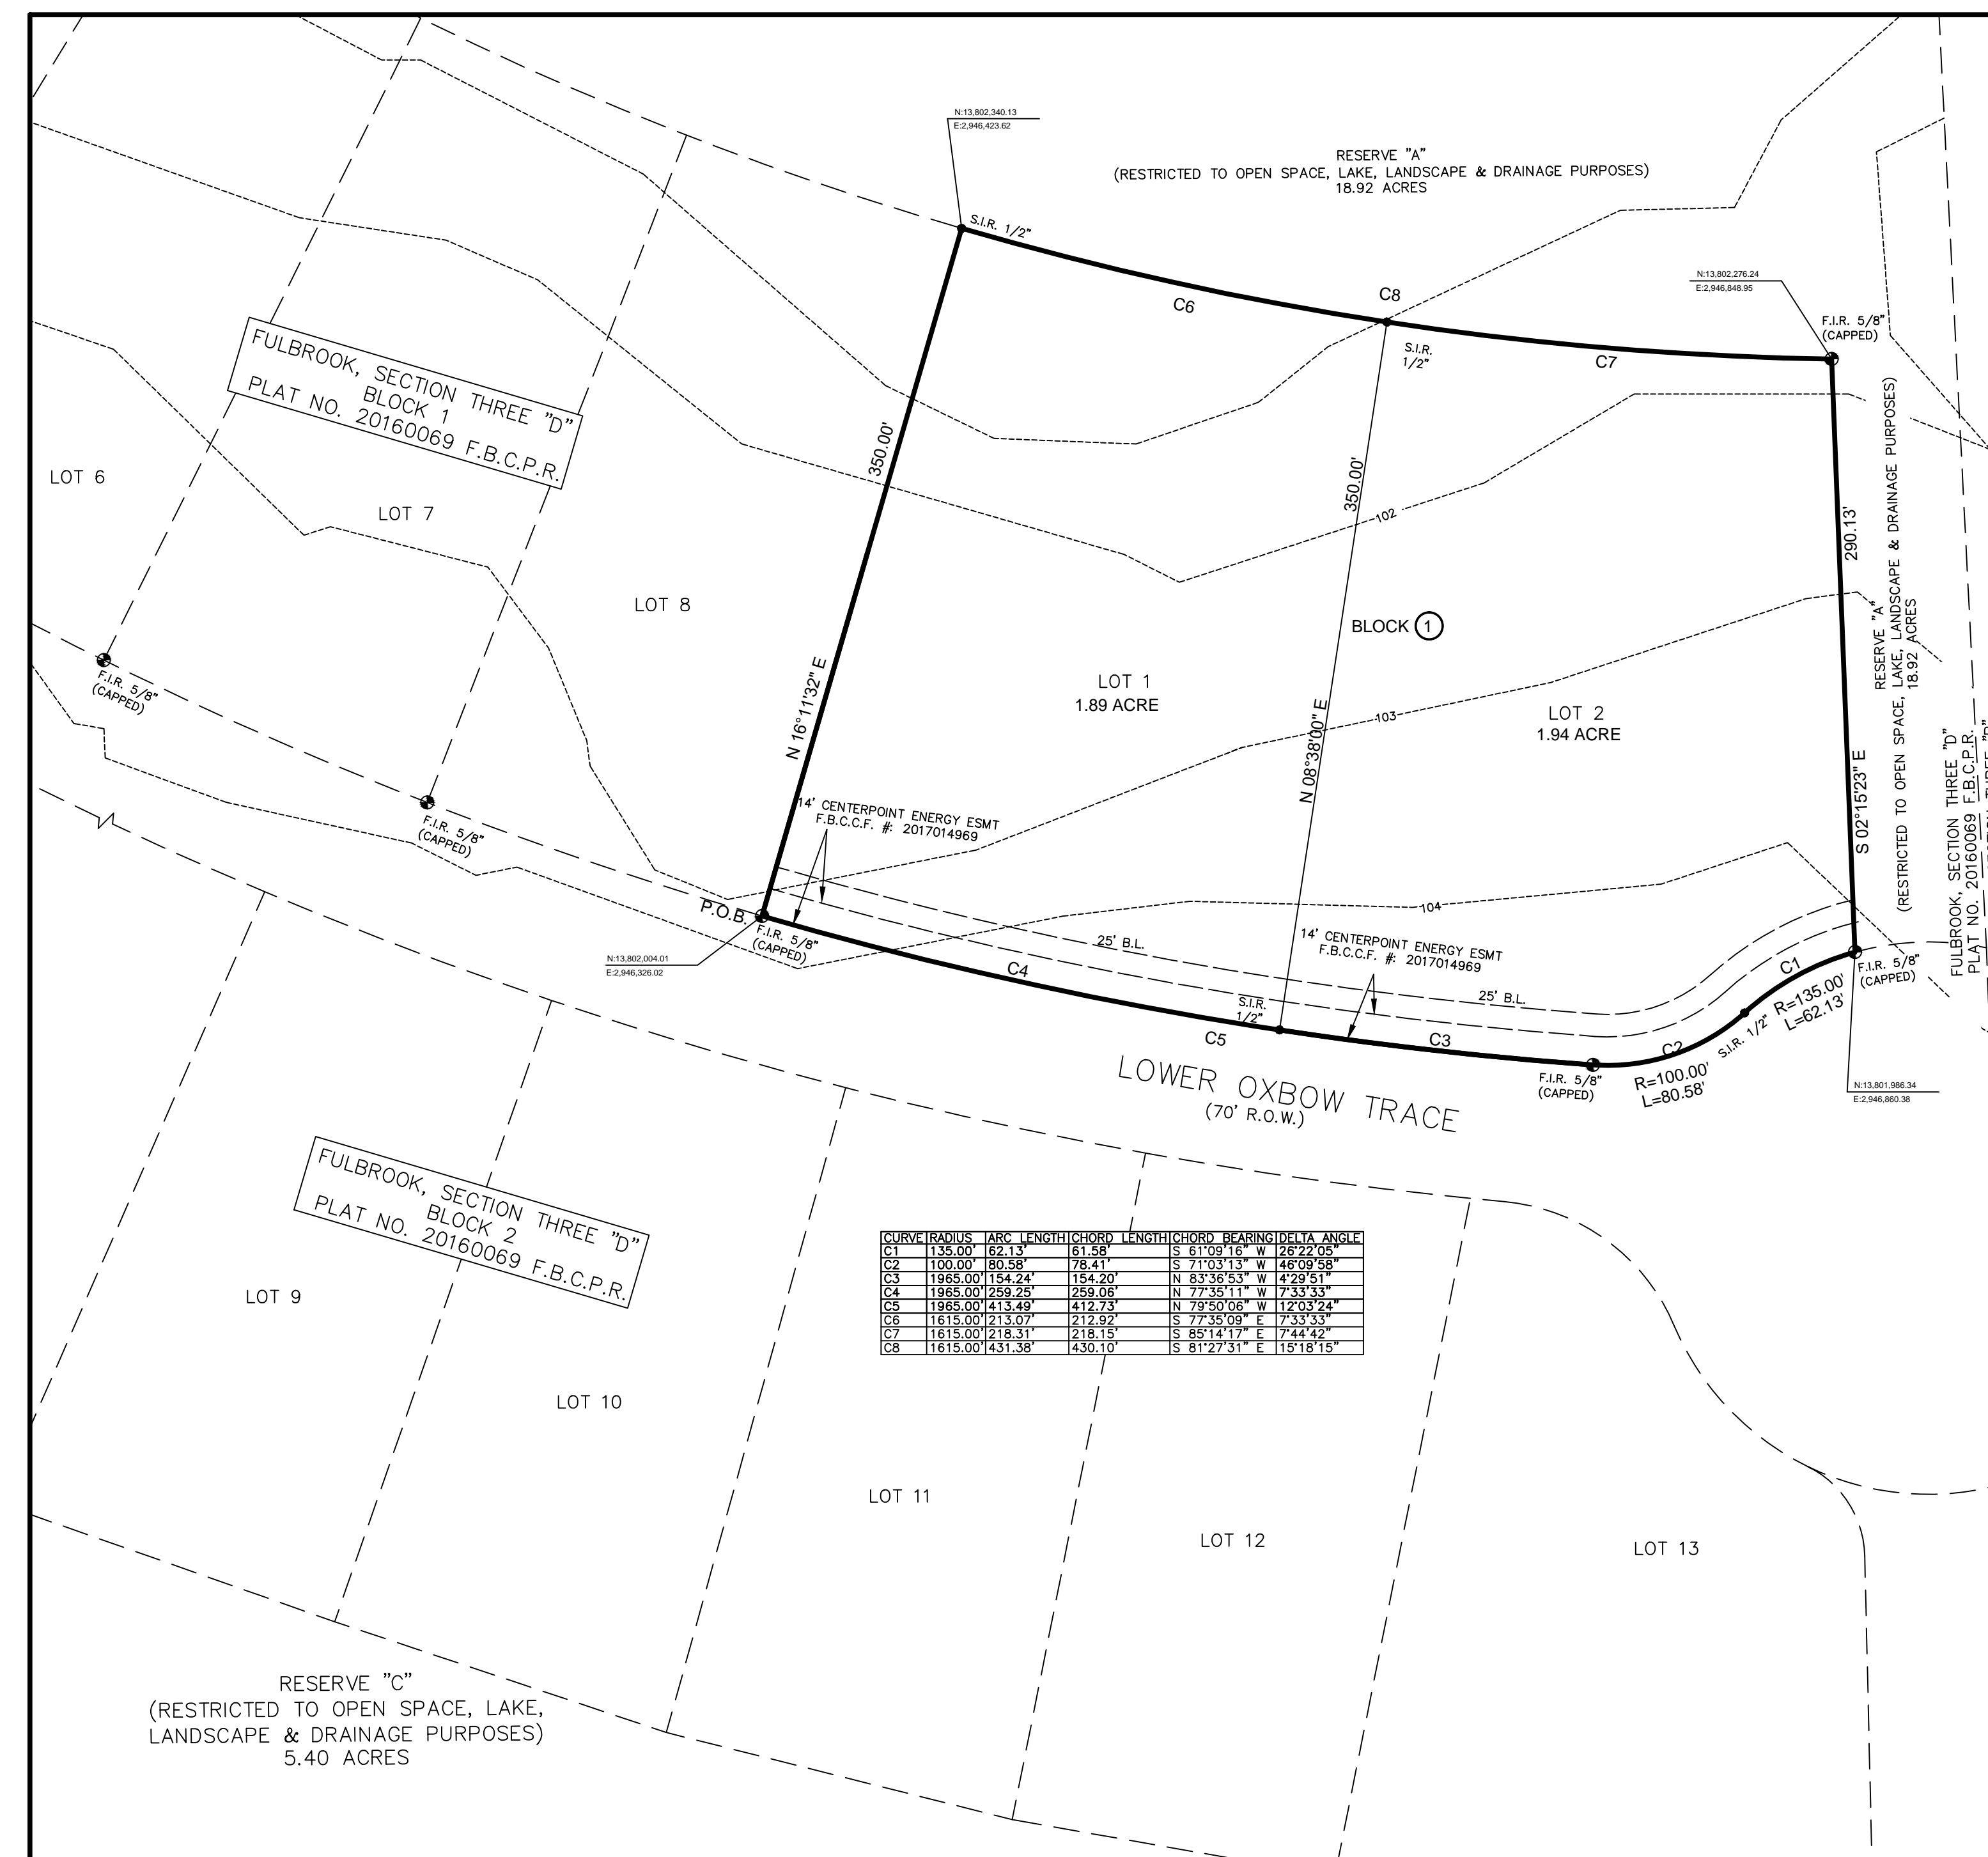 N:13,802,340.13
E:2,946,423.62
RESERVE "A"
(RESTRICTED TO OPEN SPACE, LAKE, LANDSCAPE & DRAINAGE PURPOSES)
18.92 ACRES
S.I.R. 1/2"
N:13,802,276.24
E:2,946,848.95
C6
C8
S.I.R.
1/2"
C7
F.I.R. 5/8"
(CAPPED)
FULBROOK, SECTION THREE "D"
BLOCK 1
PLAT NO. 20160069 F.B.C.P.R.
LOT 6
LOT 7
LOT 8
350.00'
N 16°11'32" E
350.00'
N 08°38'00" E
102
BLOCK 1
LOT 1
1.89 ACRE
103
LOT 2
1.94 ACRE
290.13'
S 02°15'23" E
RESERVE "A"
(RESTRICTED TO OPEN SPACE, LAKE, LANDSCAPE & DRAINAGE PURPOSES)
18.92 ACRES
FULBROOK, SECTION THREE "D"
PLAT NO. 20160069 F.B.C.P.R.
F.I.R. 5/8"
(CAPPED)
F.I.R. 5/8"
(CAPPED)
14' CENTERPOINT ENERGY ESMT
F.B.C.C.F. #: 2017014969
P.O.B.
F.I.R. 5/8"
(CAPPED)
N:13,802,004.01
E:2,946,326.02
104
25' B.L.
14' CENTERPOINT ENERGY ESMT
F.B.C.C.F. #: 2017014969
25' B.L.
C4
S.I.R.
1/2"
C5
C3
F.I.R. 5/8"
(CAPPED)
C2
R=100.00'
L=80.58'
S.I.R. 1/2"
C1
R=135.00'
L=62.13'
F.I.R. 5/8"
(CAPPED)
N:13,801,986.34
E:2,946,860.38
LOWER OXBOW TRACE
(70' R.O.W.)
FULBROOK, SECTION THREE "D"
BLOCK 2
PLAT NO. 20160069 F.B.C.P.R.
CURVE RADIUS ARC LENGTH CHORD LENGTH CHORD BEARING DELTA ANGLE
C1 135.00' 62.13' 61.58' S 61°09'16" W 26°22'05"
C2 100.00' 80.58' 78.41' S 71°03'13" W 46°09'58"
C3 1965.00' 154.24' 154.20' N 83°36'53" W 4°29'51"
C4 1965.00' 259.25' 259.06' N 77°35'11" W 7°33'33"
C5 1965.00' 413.49' 412.73' N 79°50'06" W 12°03'24"
C6 1615.00' 213.07' 212.92' S 77°35'09" E 7°33'33"
C7 1615.00' 218.31' 218.15' S 85°14'17" E 7°44'42"
C8 1615.00' 431.38' 430.10' S 81°27'31" E 15°18'15"
LOT 9
LOT 10
LOT 11
LOT 12
LOT 13
RESERVE "C"
(RESTRICTED TO OPEN SPACE, LAKE,
LANDSCAPE & DRAINAGE PURPOSES)
5.40 ACRES